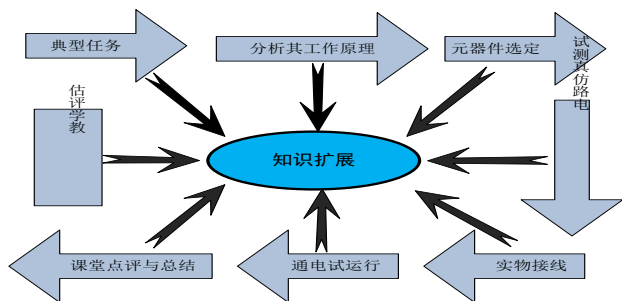 典型任务
分析其工作原理
元器件选定
试测真仿路电
估评学教
知识扩展
课堂点评与总结
通电试运行
实物接线